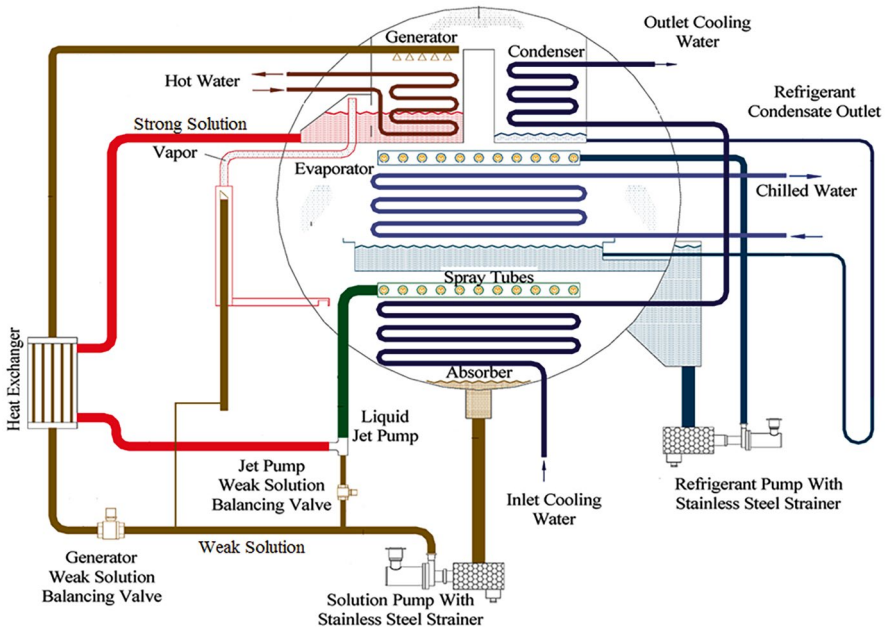 Outlet Cooling
Water
Generator
Condenser
Hot Water
Refrigerant
Condensate Outlet
Strong Solution
Vapor
Evaporator
Chilled Water
Spray Tubes
Heat Exchanger
Absorber
Liquid
Jet Pump
Jet Pump
Weak Solution
Balancing Valve
Inlet Cooling
Water
Refrigerant Pump With
Stainless Steel Strainer
Weak Solution
Generator
Weak Solution
Balancing Valve
Solution Pump With
Stainless Steel Strainer